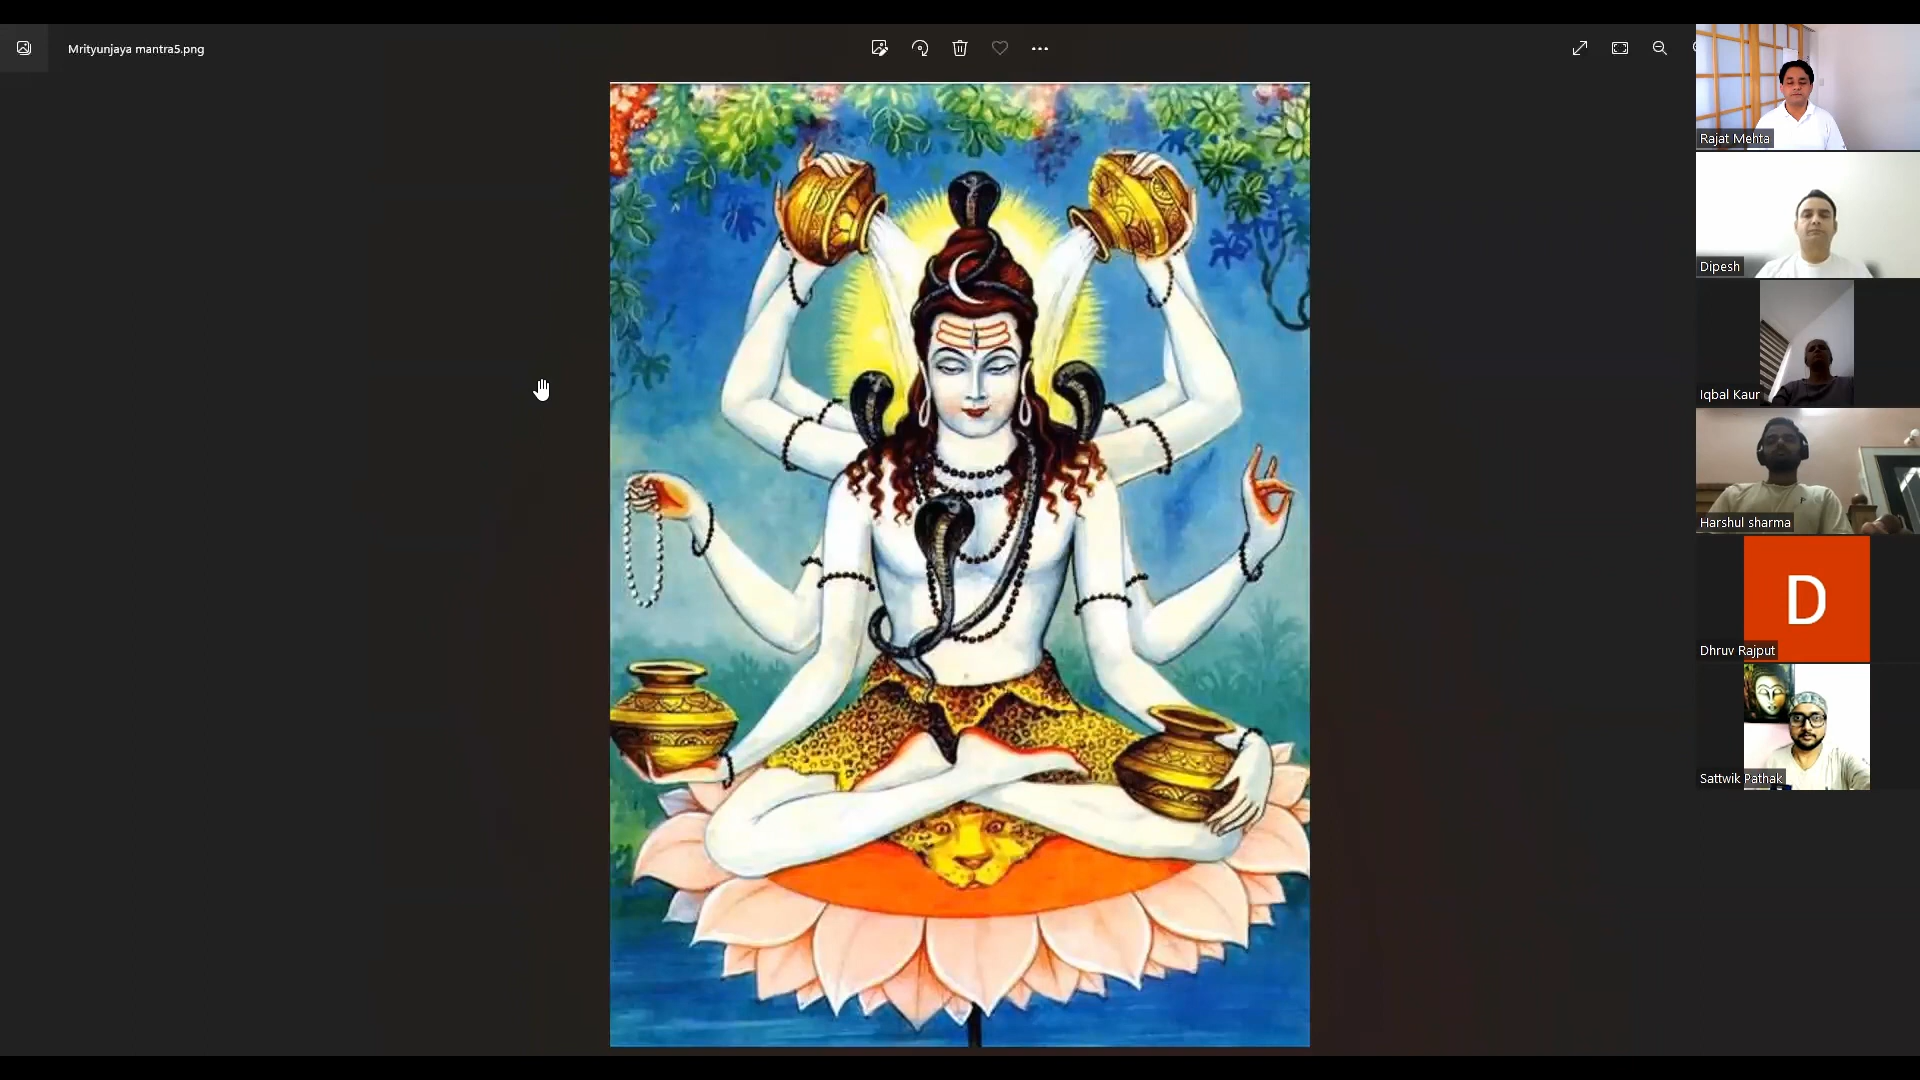 Mrityunjaya mantra5.png
Rajat Mehta
Dipesh
Iqbal Kaur
Harshul sharma
D
Dhruv Rajput
Sattwik Pathak